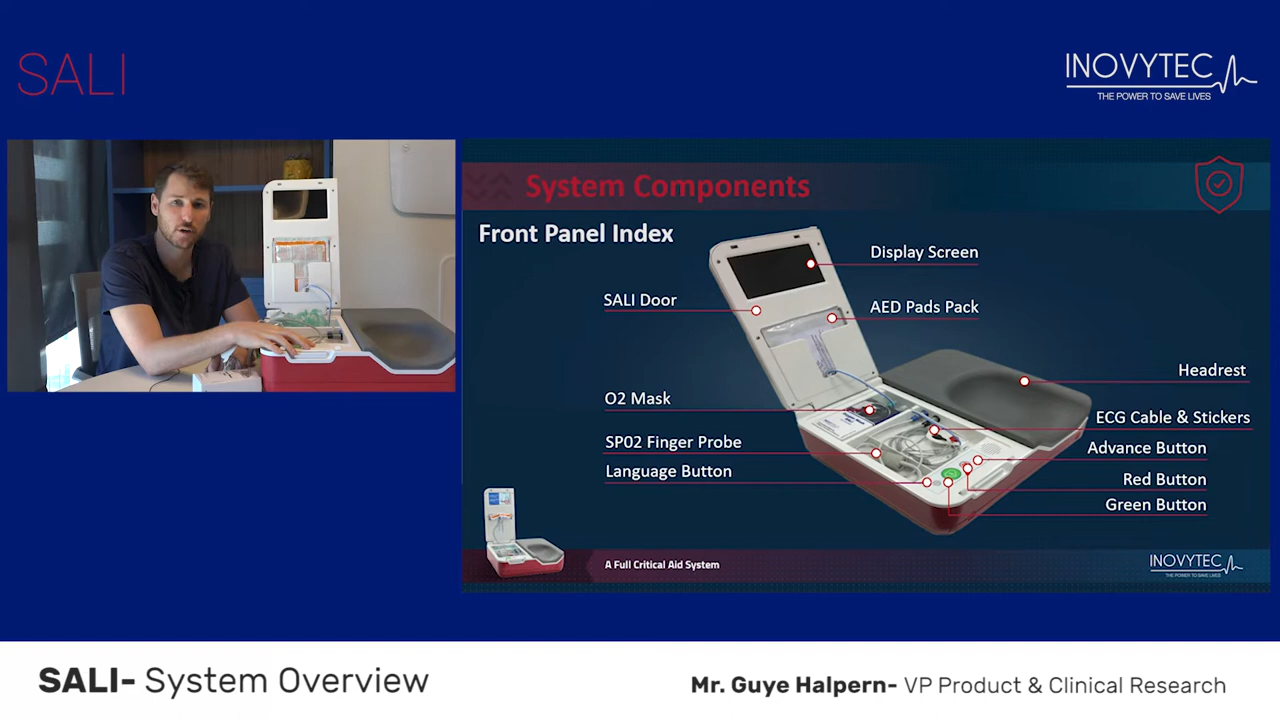 SALI
INOVYTEC
THE POWER TO SAVE LIVES
System Components
Front Panel Index
Display Screen
SALI Door
AED Pads Pack
Headrest
O2 Mask
ECG Cable & Stickers
SP02 Finger Probe
Advance Button
Language Button
Red Button
Green Button
A Full Critical Aid System
INOVYTEC
THE POWER TO SAVE LIVES
SALI- System Overview
Mr. Guye Halpern- VP Product & Clinical Research